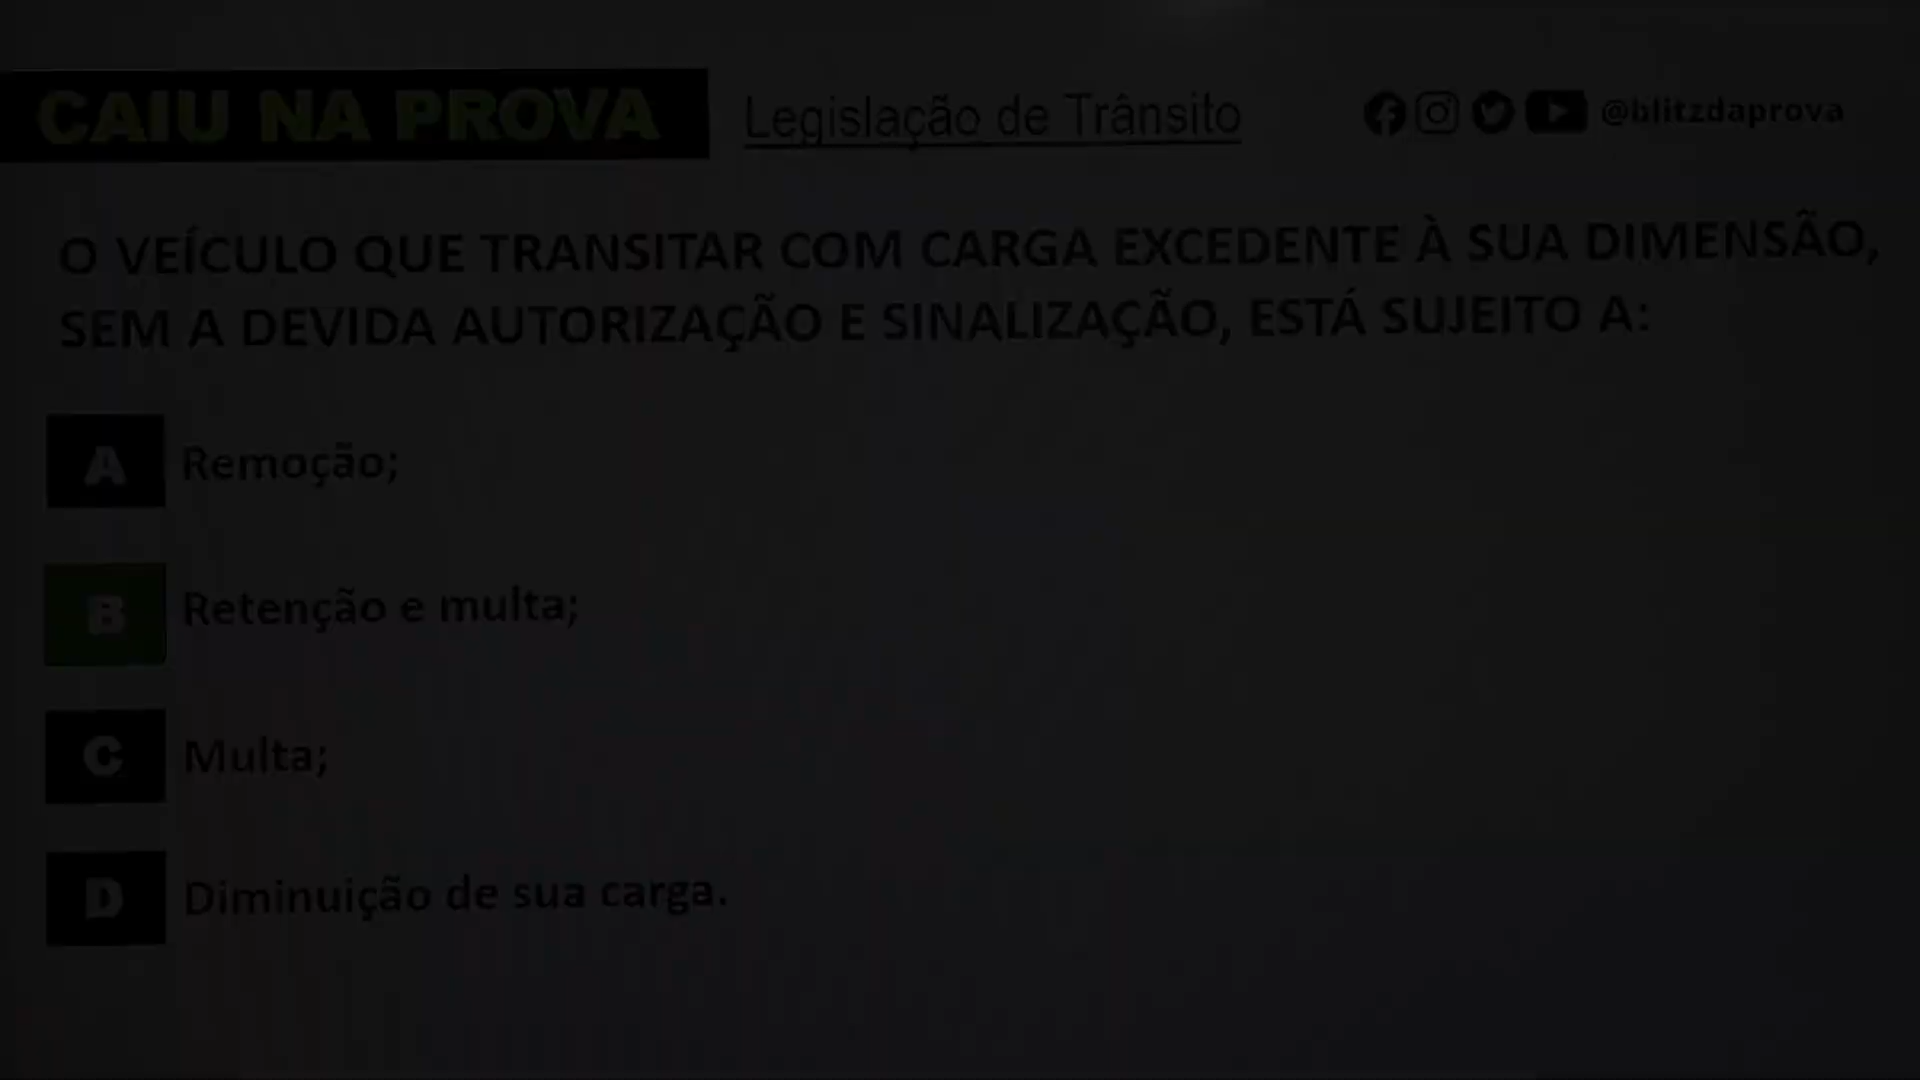 CAIU NA PROVA
Legislação de Trânsito
@blitzdaprova
O VEÍCULO QUE TRANSITAR COM CARGA EXCEDENTE À SUA DIMENSÃO,
SEM A DEVIDA AUTORIZAÇÃO E SINALIZAÇÃO, ESTÁ SUJEITO A:
A Remoção;
B Retenção e multa;
C Multa;
D Diminuição de sua carga.